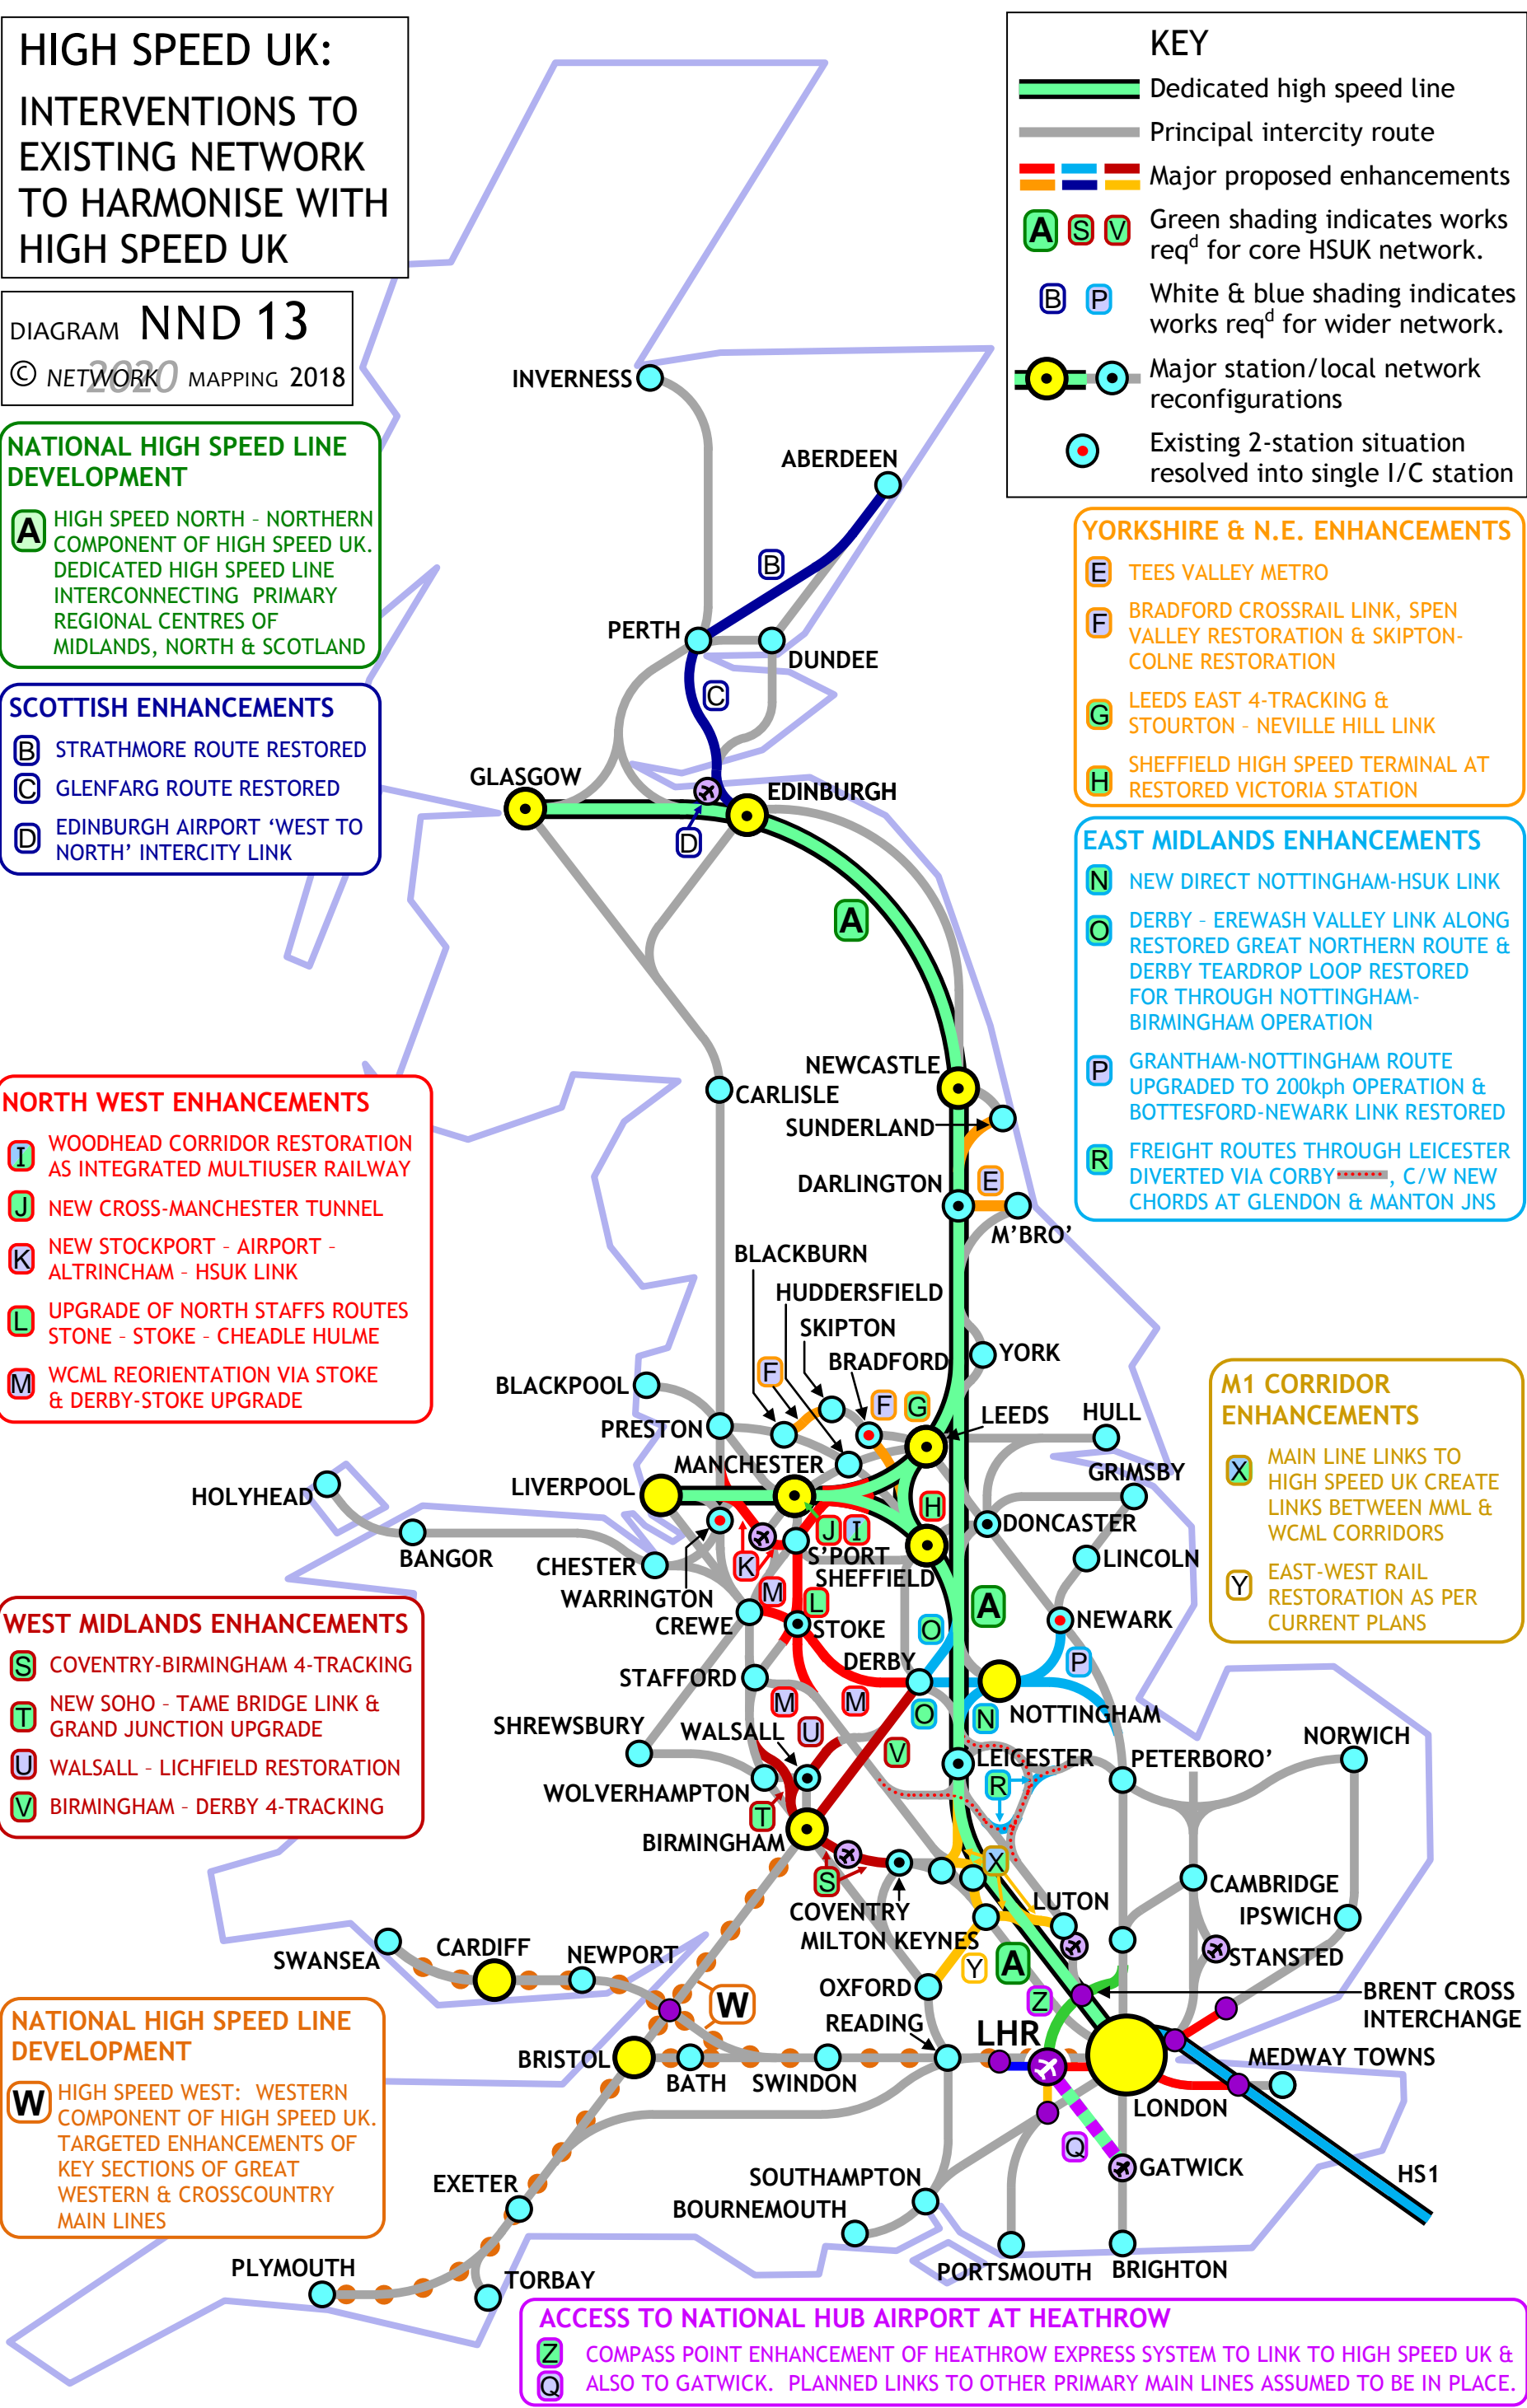 HIGH SPEED UK:
INTERVENTIONS TO
EXISTING NETWORK
TO HARMONISE WITH
HIGH SPEED UK
DIAGRAM NND 13
© NETWORK 2020 MAPPING 2018
KEY
Dedicated high speed line
Principal intercity route
Major proposed enhancements
A S V Green shading indicates works
reqd for core HSUK network.
B P White & blue shading indicates
works reqd for wider network.
Major station/local network
reconfigurations
Existing 2-station situation
resolved into single I/C station
NATIONAL HIGH SPEED LINE
DEVELOPMENT
A HIGH SPEED NORTH – NORTHERN
COMPONENT OF HIGH SPEED UK.
DEDICATED HIGH SPEED LINE
INTERCONNECTING PRIMARY
REGIONAL CENTRES OF
MIDLANDS, NORTH & SCOTLAND
SCOTTISH ENHANCEMENTS
B STRATHMORE ROUTE RESTORED
C GLENFARG ROUTE RESTORED
D EDINBURGH AIRPORT ‘WEST TO
NORTH’ INTERCITY LINK
NORTH WEST ENHANCEMENTS
I WOODHEAD CORRIDOR RESTORATION
AS INTEGRATED MULTIUSER RAILWAY
J NEW CROSS-MANCHESTER TUNNEL
K NEW STOCKPORT – AIRPORT –
ALTRINCHAM – HSUK LINK
L UPGRADE OF NORTH STAFFS ROUTES
STONE – STOKE – CHEADLE HULME
M WCML REORIENTATION VIA STOKE
& DERBY-STOKE UPGRADE
WEST MIDLANDS ENHANCEMENTS
S COVENTRY-BIRMINGHAM 4-TRACKING
T NEW SOHO – TAME BRIDGE LINK &
GRAND JUNCTION UPGRADE
U WALSALL – LICHFIELD RESTORATION
V BIRMINGHAM – DERBY 4-TRACKING
NATIONAL HIGH SPEED LINE
DEVELOPMENT
W HIGH SPEED WEST: WESTERN
COMPONENT OF HIGH SPEED UK.
TARGETED ENHANCEMENTS OF
KEY SECTIONS OF GREAT
WESTERN & CROSSCOUNTRY
MAIN LINES
YORKSHIRE & N.E. ENHANCEMENTS
E TEES VALLEY METRO
F BRADFORD CROSSRAIL LINK, SPEN
VALLEY RESTORATION & SKIPTON-
COLNE RESTORATION
G LEEDS EAST 4-TRACKING &
STOURTON – NEVILLE HILL LINK
H SHEFFIELD HIGH SPEED TERMINAL AT
RESTORED VICTORIA STATION
EAST MIDLANDS ENHANCEMENTS
N NEW DIRECT NOTTINGHAM-HSUK LINK
O DERBY – EREWASH VALLEY LINK ALONG
RESTORED GREAT NORTHERN ROUTE &
DERBY TEARDROP LOOP RESTORED
FOR THROUGH NOTTINGHAM-
BIRMINGHAM OPERATION
P GRANTHAM-NOTTINGHAM ROUTE
UPGRADED TO 200kph OPERATION &
BOTTESFORD-NEWARK LINK RESTORED
R FREIGHT ROUTES THROUGH LEICESTER
DIVERTED VIA CORBY , C/W NEW
CHORDS AT GLENDON & MANTON JNS
M1 CORRIDOR
ENHANCEMENTS
X MAIN LINE LINKS TO
HIGH SPEED UK CREATE
LINKS BETWEEN MML &
WCML CORRIDORS
Y EAST-WEST RAIL
RESTORATION AS PER
CURRENT PLANS
INVERNESS
ABERDEEN
B
PERTH
DUNDEE
C
GLASGOW
EDINBURGH
D
A
NEWCASTLE
CARLISLE
SUNDERLAND
DARLINGTON
E
M’BRO’
BLACKBURN
HUDDERSFIELD
SKIPTON
YORK
BRADFORD
F
BLACKPOOL
F G
LEEDS
HULL
PRESTON
MANCHESTER
GRIMSBY
LIVERPOOL
HOLYHEAD
H
J I
DONCASTER
BANGOR
S’PORT
CHESTER
K
LINCOLN
SHEFFIELD
WARRINGTON
M
L
A
CREWE
STOKE
O
NEWARK
DERBY
P
STAFFORD
M M
O N
NOTTINGHAM
SHREWSBURY
WALSALL
U
V
LEICESTER
PETERBORO’
NORWICH
R
WOLVERHAMPTON
T
BIRMINGHAM
X
S
CAMBRIDGE
COVENTRY
LUTON
IPSWICH
MILTON KEYNES
SWANSEA
CARDIFF
NEWPORT
STANSTED
Y
A
OXFORD
W
Z
BRENT CROSS
INTERCHANGE
READING
LHR
BRISTOL
MEDWAY TOWNS
BATH
SWINDON
LONDON
Q
GATWICK
HS1
EXETER
SOUTHAMPTON
BOURNEMOUTH
PLYMOUTH
TORBAY
PORTSMOUTH
BRIGHTON
ACCESS TO NATIONAL HUB AIRPORT AT HEATHROW
Z COMPASS POINT ENHANCEMENT OF HEATHROW EXPRESS SYSTEM TO LINK TO HIGH SPEED UK &
Q ALSO TO GATWICK. PLANNED LINKS TO OTHER PRIMARY MAIN LINES ASSUMED TO BE IN PLACE.